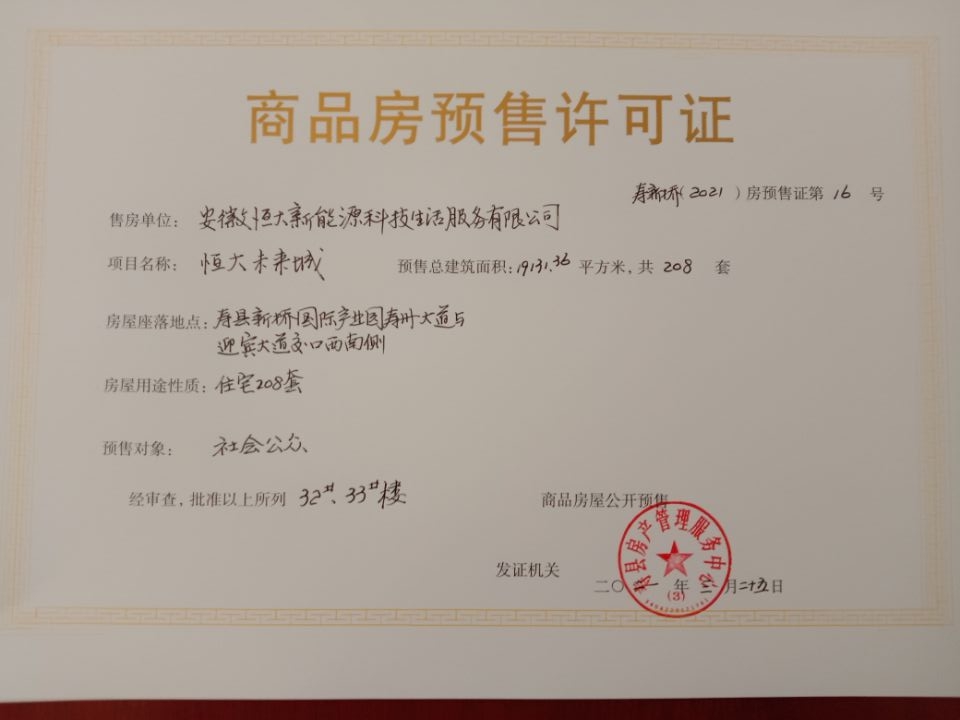 商品房预售许可证
寿新桥(2021)房预售证第 16 号
售房单位：安徽恒大新能源科技生活服务有限公司
项目名称：恒大未来城 预售总建筑面积：19131.36 平方米，共 208 套
房屋座落地点：寿县新桥国际产业园寿州大道与
迎宾大道交口西南侧
房屋用途性质：住宅208套
预售对象：社会公众
经审查，批准以上所列 32#、33#楼 商品房屋公开预售
发证机关
寿县房产管理服务中心
(3)
二〇 年 三月二十五日